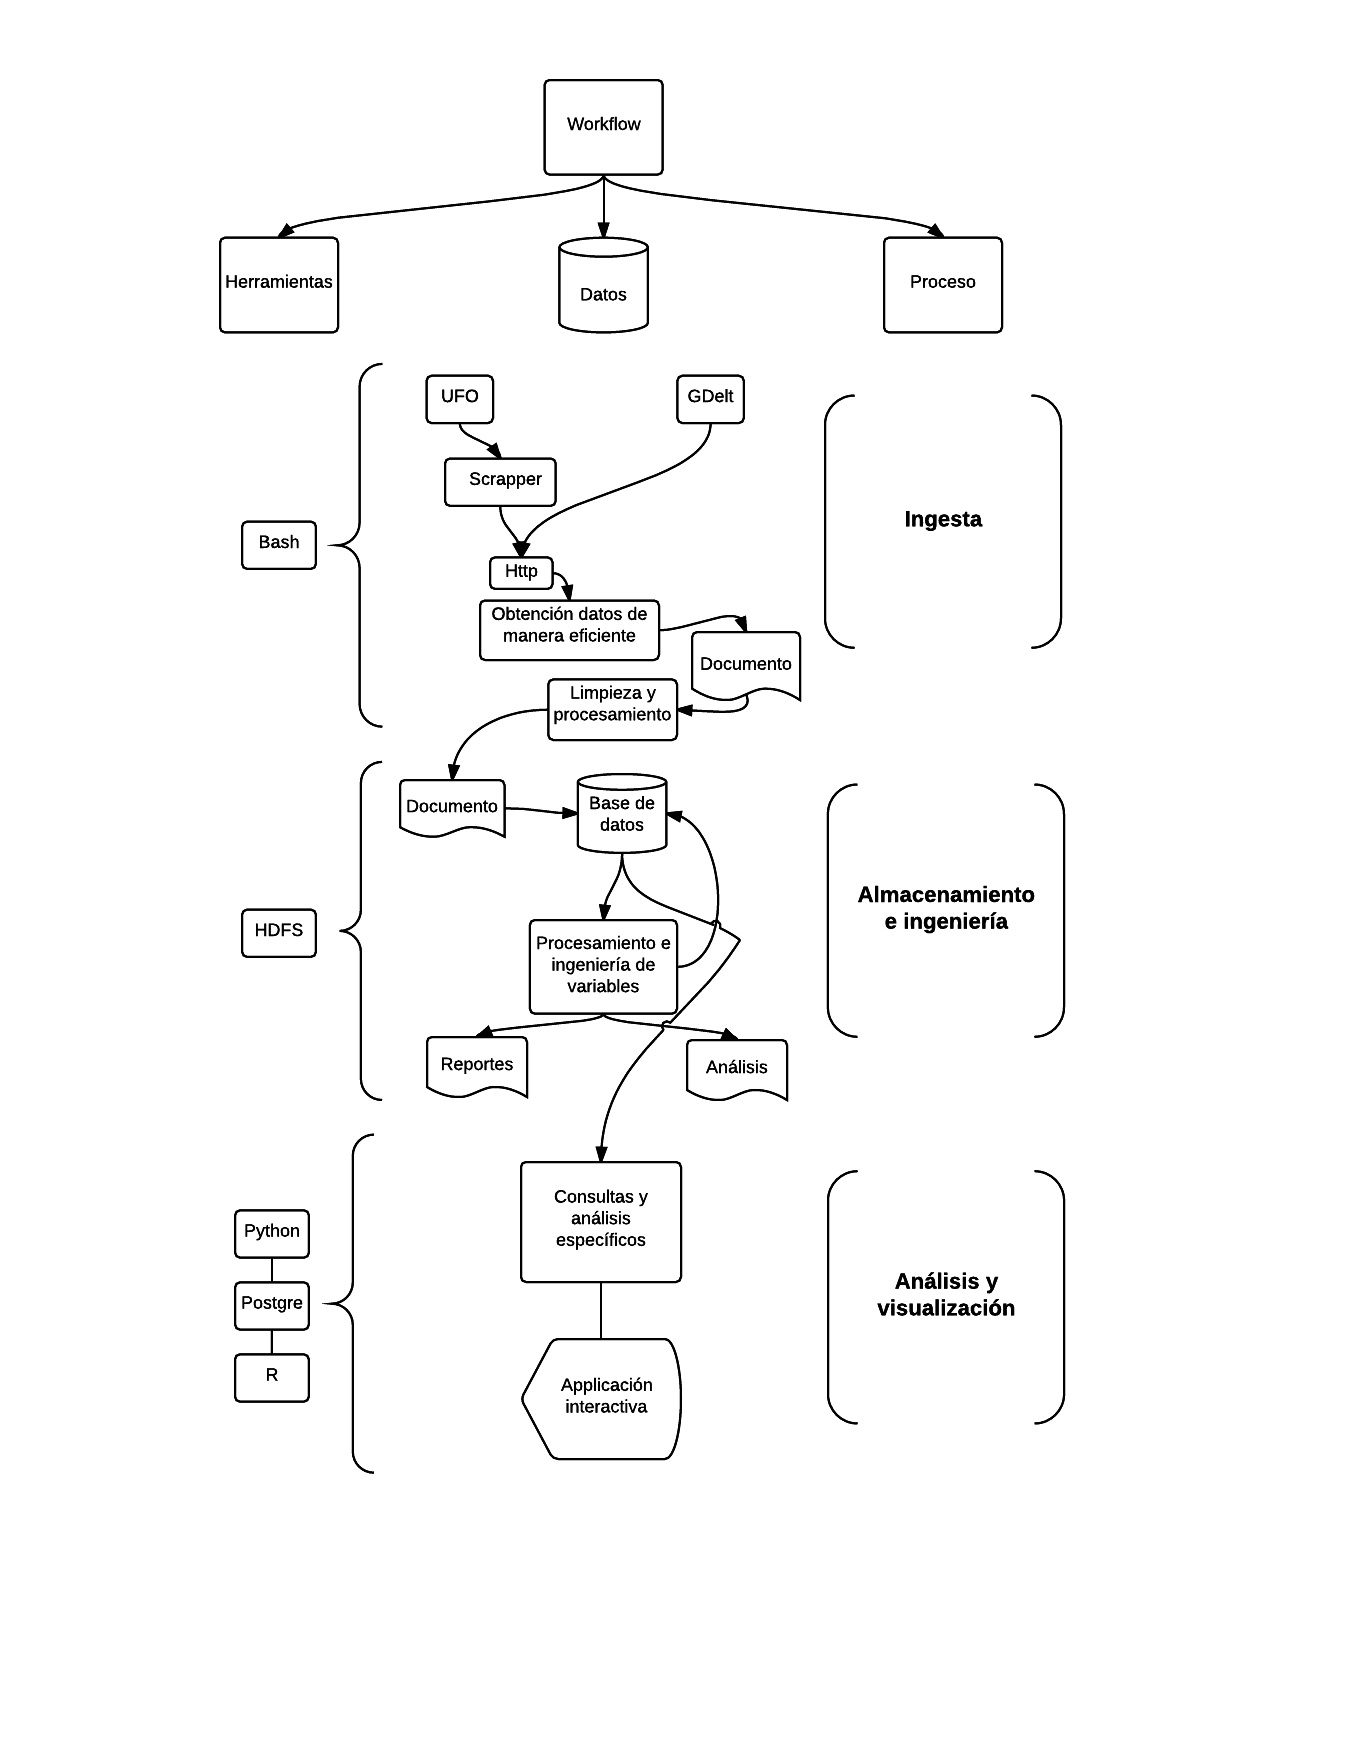 Workflow
Herramientas
Datos
Proceso
UFO
GDelt
Scrapper
Ingesta
Bash
Http
Obtención datos de
manera eficiente
Documento
Limpieza y
procesamiento
Documento
Base de
datos
Almacenamiento
e ingeniería
HDFS
Procesamiento e
ingeniería de
variables
Reportes
Análisis
Consultas y
análisis
específicos
Python
Postgre
R
Análisis y
visualización
Applicación
interactiva